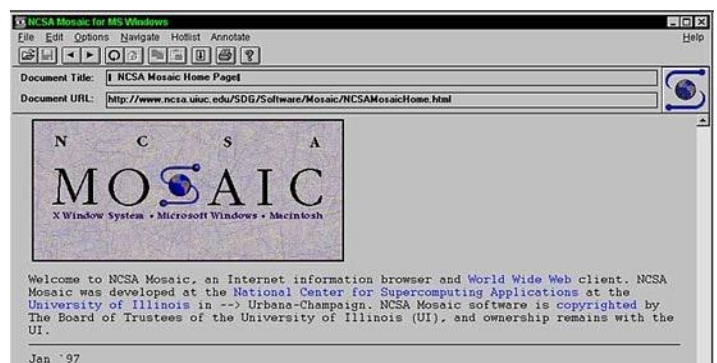 NCSA Mosaic for MS Windows
File Edit Options Navigate Hotlist Annotate Help
Document Title: NCSA Mosaic Home Page
Document URL: http://www.ncsa.uiuc.edu/SDG/Software/Mosaic/NCSAMosaicHome.html
N C S A
MOSAIC
X Window System • Microsoft Windows • Macintosh
Welcome to NCSA Mosaic, an Internet information browser and World Wide Web client. NCSA
Mosaic was developed at the National Center for Supercomputing Applications at the
University of Illinois in --> Urbana-Champaign. NCSA Mosaic software is copyrighted by
The Board of Trustees of the University of Illinois (UI), and ownership remains with the
UI.
Jan `97